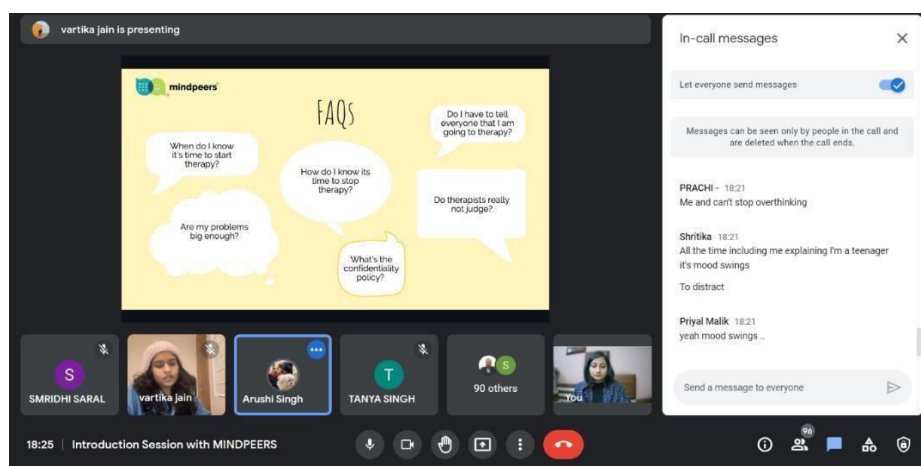 vartika jain is presenting
mindpeers
FAQs
When do I know
it's time to start
therapy?
How do I know its
time to stop
therapy?
Do I have to tell
everyone that I am
going to therapy?
Are my problems
big enough?
Do therapists really
not judge?
What's the
confidentiality
policy?
S
SMRIDHI SARAL
vartika jain
Arushi Singh
T
TANYA SINGH
S
90 others
You
In-call messages
Let everyone send messages
Messages can be seen only by people in the call and
are deleted when the call ends.
PRACHI - 18:21
Me and can't stop overthinking
Shritika 18:21
All the time including me explaining I'm a teenager
it's mood swings
To distract
Priyal Malik 18:21
yeah mood swings ..
Send a message to everyone
18:25 | Introduction Session with MINDPEERS
96